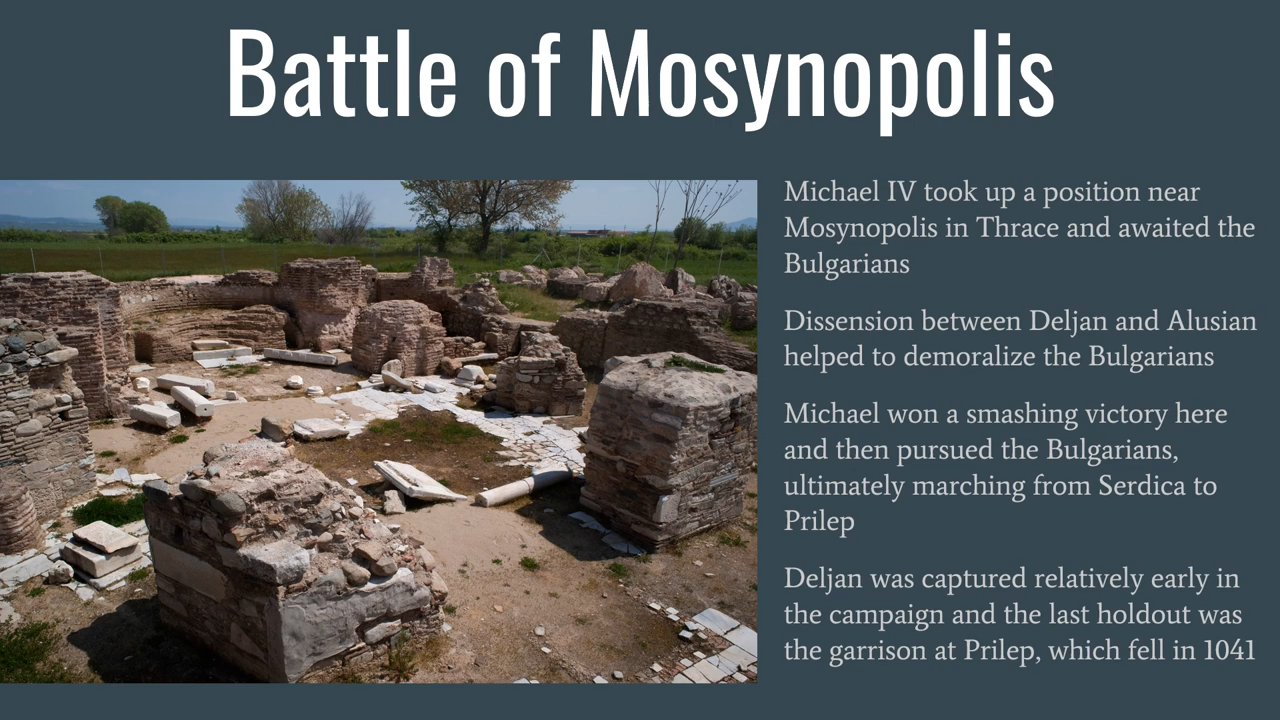 Battle of Mosynopolis
Michael IV took up a position near
Mosynopolis in Thrace and awaited the
Bulgarians
Dissension between Deljan and Alusian
helped to demoralize the Bulgarians
Michael won a smashing victory here
and then pursued the Bulgarians,
ultimately marching from Serdica to
Prilep
Deljan was captured relatively early in
the campaign and the last holdout was
the garrison at Prilep, which fell in 1041